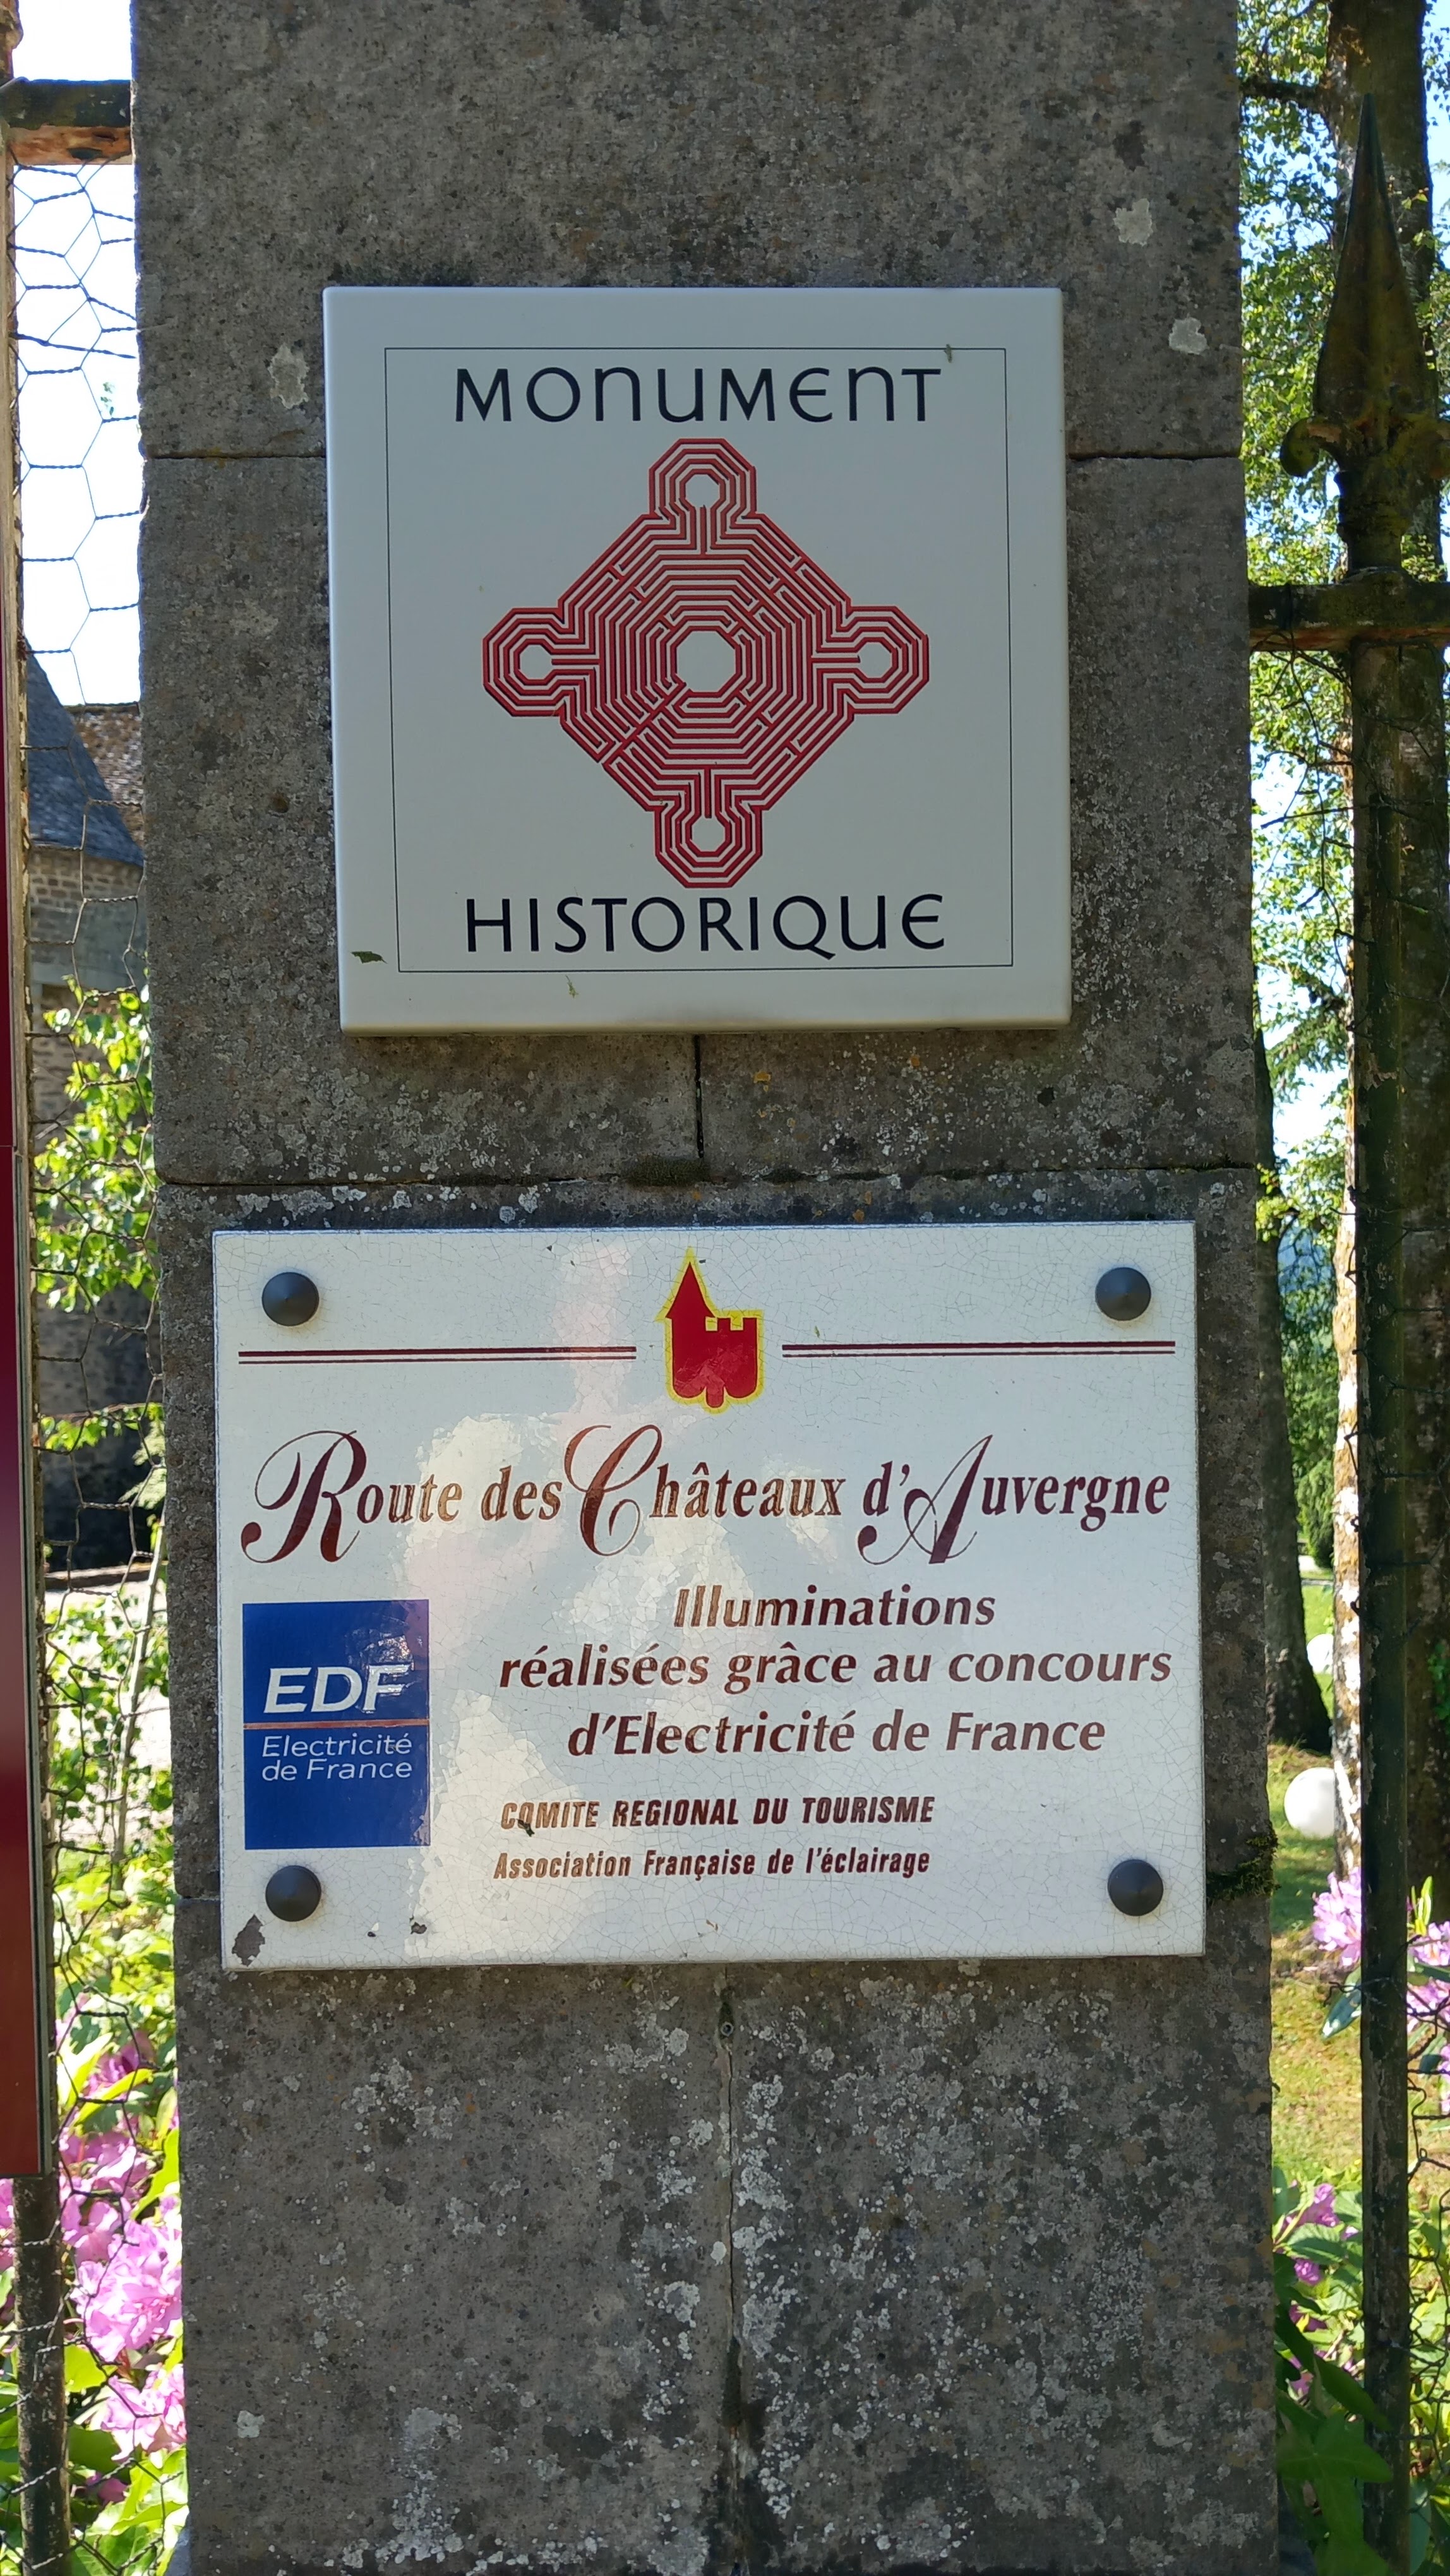 MONUMENT
HISTORIQUE
Route des Châteaux d'Auvergne
Illuminations
réalisées grâce au concours
d'Electricité de France
EDF
Electricité
de France
COMITE REGIONAL DU TOURISME
Association Française de l'éclairage